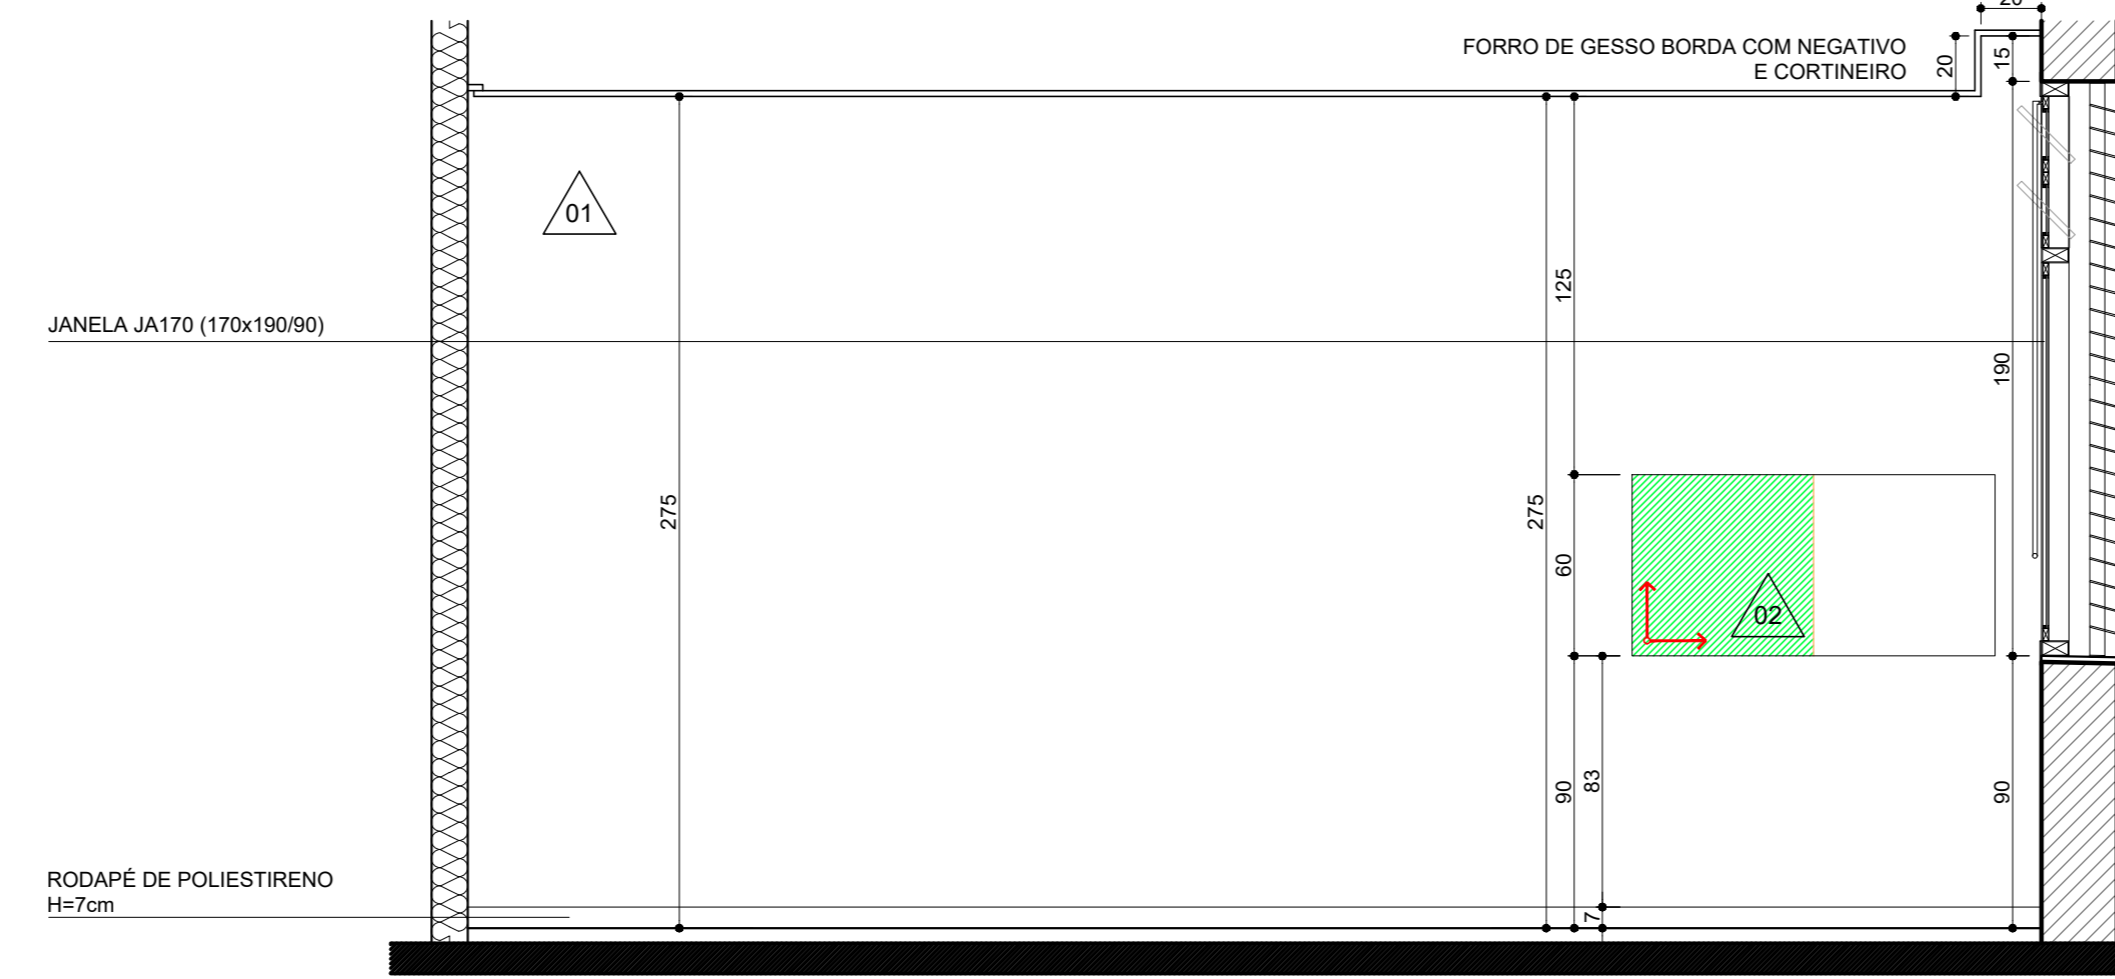 20
FORRO DE GESSO BORDA COM NEGATIVO
E CORTINEIRO
20
15
01
125
JANELA JA170 (170x190/90)
190
275
275
60
02
90
83
90
RODAPÉ DE POLIESTIRENO
H=7cm
7